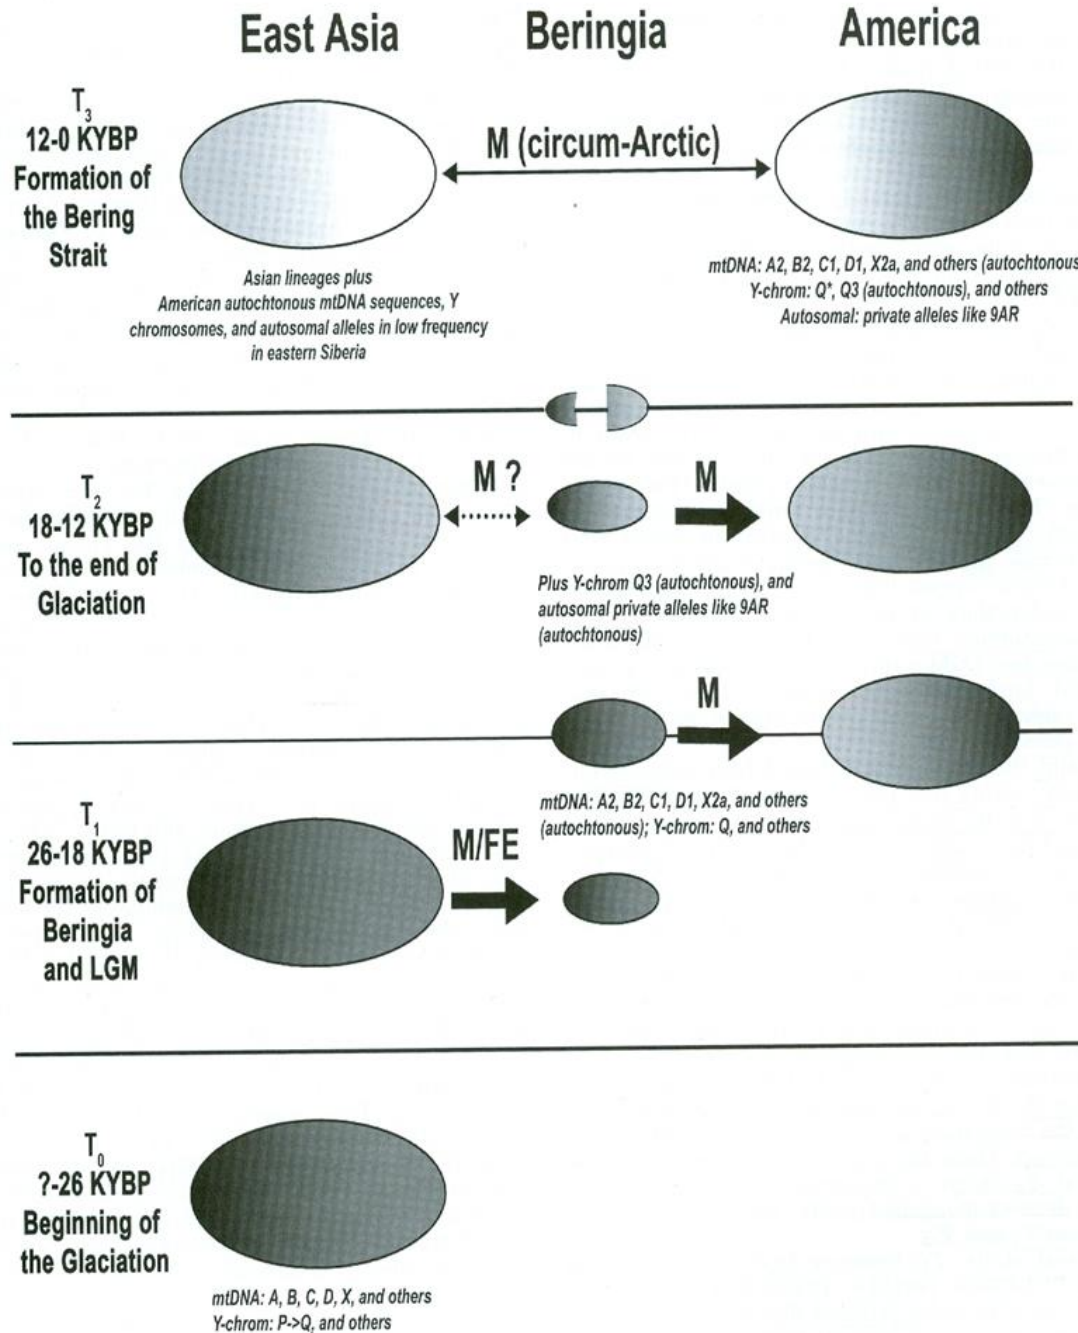 East Asia
Beringia
America
T3
12-0 KYBP
Formation of
the Bering
Strait
M (circum-Arctic)
Asian lineages plus
American autochtonous mtDNA sequences, Y
chromosomes, and autosomal alleles in low frequency
in eastern Siberia
mtDNA: A2, B2, C1, D1, X2a, and others (autochtonous
Y-chrom: Q*, Q3 (autochtonous), and others
Autosomal: private alleles like 9AR
T2
18-12 KYBP
To the end of
Glaciation
M ?
M
Plus Y-chrom Q3 (autochtonous), and
autosomal private alleles like 9AR
(autochtonous)
M
mtDNA: A2, B2, C1, D1, X2a, and others
(autochtonous); Y-chrom: Q, and others
T1
26-18 KYBP
Formation of
Beringia
and LGM
M/FE
T0
?-26 KYBP
Beginning of
the Glaciation
mtDNA: A, B, C, D, X, and others
Y-chrom: P->Q, and others